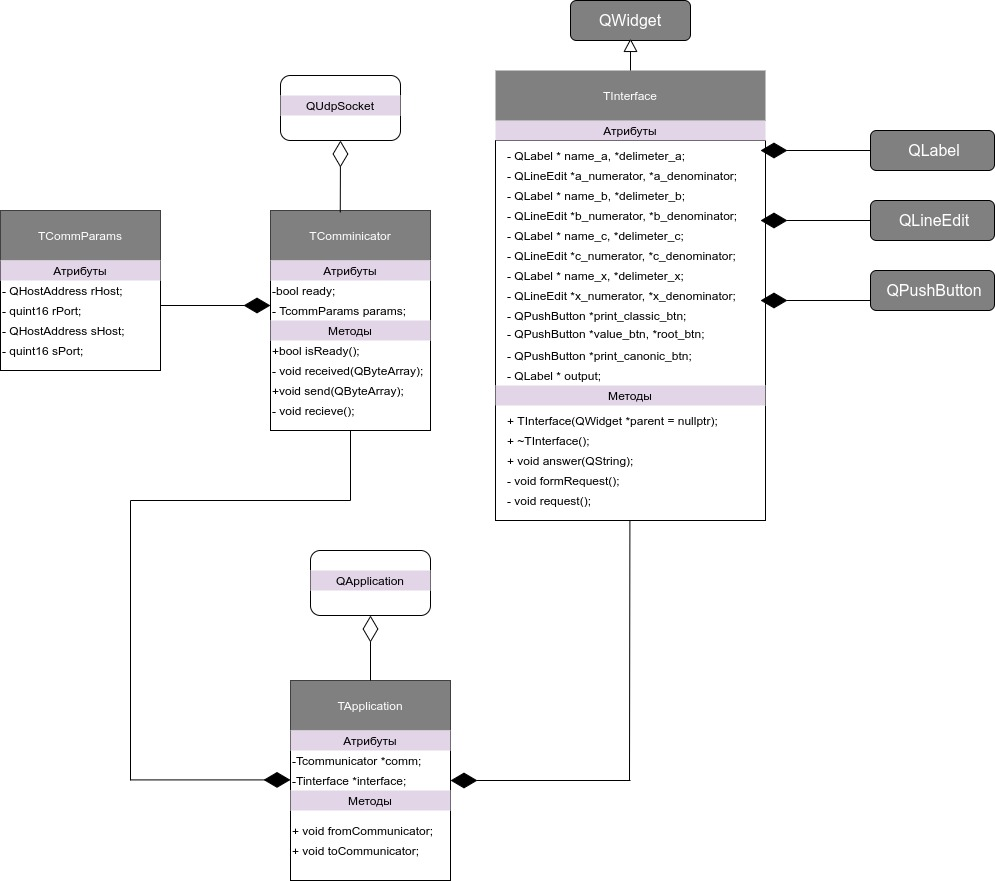 QWidget
QUdpSocket
TCommParams
Атрибуты
- QHostAddress rHost;
- quint16 rPort;
- QHostAddress sHost;
- quint16 sPort;
TComminicator
Атрибуты
-bool ready;
- TcommParams params;
Методы
+bool isReady();
- void received(QByteArray);
+void send(QByteArray);
- void recieve();
TInterface
Атрибуты
- QLabel * name_a, *delimeter_a;
- QLineEdit *a_numerator, *a_denominator;
- QLabel * name_b, *delimeter_b;
- QLineEdit *b_numerator, *b_denominator;
- QLabel * name_c, *delimeter_c;
- QLineEdit *c_numerator, *c_denominator;
- QLabel * name_x, *delimeter_x;
- QLineEdit *x_numerator, *x_denominator;
- QPushButton *print_classic_btn;
- QPushButton *value_btn, *root_btn;
- QPushButton *print_canonic_btn;
- QLabel * output;
Методы
+ TInterface(QWidget *parent = nullptr);
+ ~TInterface();
+ void answer(QString);
- void formRequest();
- void request();
QLabel
QLineEdit
QPushButton
QApplication
TApplication
Атрибуты
-Tcommunicator *comm;
-Tinterface *interface;
Методы
+ void fromCommunicator;
+ void toCommunicator;